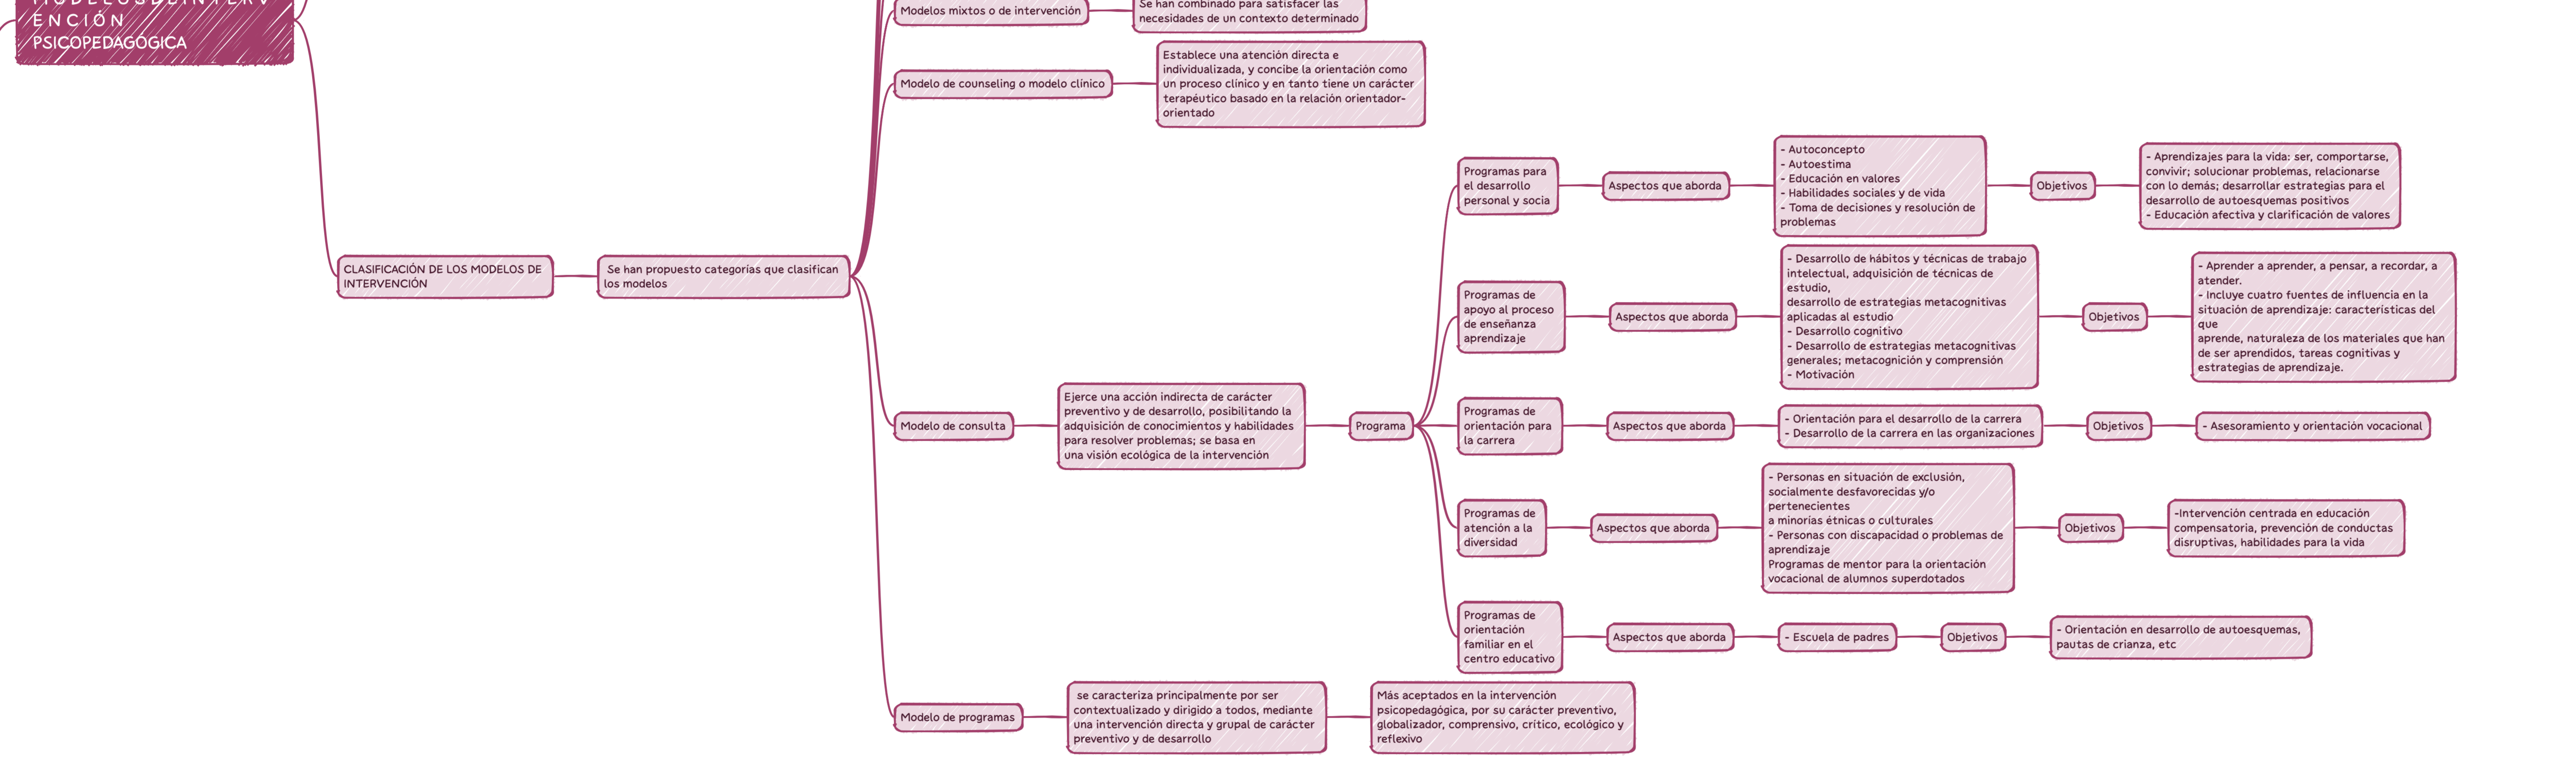 MODELOS DE INTERV
ENCIÓN
PSICOPEDAGÓGICA
CLASIFICACIÓN DE LOS MODELOS DE
INTERVENCIÓN
Se han propuesto categorías que clasifican
los modelos
Modelos mixtos o de intervención
Se han combinado para satisfacer las
necesidades de un contexto determinado
Modelo de counseling o modelo clínico
Establece una atención directa e
individualizada, y concibe la orientación como
un proceso clínico y en tanto tiene un carácter
terapéutico basado en la relación orientador-
orientado
Modelo de consulta
Ejerce una acción indirecta de carácter
preventivo y de desarrollo, posibilitando la
adquisición de conocimientos y habilidades
para resolver problemas; se basa en
una visión ecológica de la intervención
Programa
Programas para
el desarrollo
personal y socia
Aspectos que aborda
- Autoconcepto
- Autoestima
- Educación en valores
- Habilidades sociales y de vida
- Toma de decisiones y resolución de
problemas
Objetivos
- Aprendizajes para la vida: ser, comportarse,
convivir; solucionar problemas, relacionarse
con lo demás; desarrollar estrategias para el
desarrollo de autoesquemas positivos
- Educación afectiva y clarificación de valores
Programas de
apoyo al proceso
de enseñanza
aprendizaje
Aspectos que aborda
- Desarrollo de hábitos y técnicas de trabajo
intelectual, adquisición de técnicas de
estudio,
desarrollo de estrategias metacognitivas
aplicadas al estudio
- Desarrollo cognitivo
- Desarrollo de estrategias metacognitivas
generales; metacognición y comprensión
- Motivación
Objetivos
- Aprender a aprender, a pensar, a recordar, a
atender.
- Incluye cuatro fuentes de influencia en la
situación de aprendizaje: características del
que
aprende, naturaleza de los materiales que han
de ser aprendidos, tareas cognitivas y
estrategias de aprendizaje.
Programas de
orientación para
la carrera
Aspectos que aborda
- Orientación para el desarrollo de la carrera
- Desarrollo de la carrera en las organizaciones
Objetivos
- Asesoramiento y orientación vocacional
Programas de
atención a la
diversidad
Aspectos que aborda
- Personas en situación de exclusión,
socialmente desfavorecidas y/o
pertenecientes
a minorías étnicas o culturales
- Personas con discapacidad o problemas de
aprendizaje
Programas de mentor para la orientación
vocacional de alumnos superdotados
Objetivos
-Intervención centrada en educación
compensatoria, prevención de conductas
disruptivas, habilidades para la vida
Programas de
orientación
familiar en el
centro educativo
Aspectos que aborda
- Escuela de padres
Objetivos
- Orientación en desarrollo de autoesquemas,
pautas de crianza, etc
Modelo de programas
se caracteriza principalmente por ser
contextualizado y dirigido a todos, mediante
una intervención directa y grupal de carácter
preventivo y de desarrollo
Más aceptados en la intervención
psicopedagógica, por su carácter preventivo,
globalizador, comprensivo, crítico, ecológico y
reflexivo